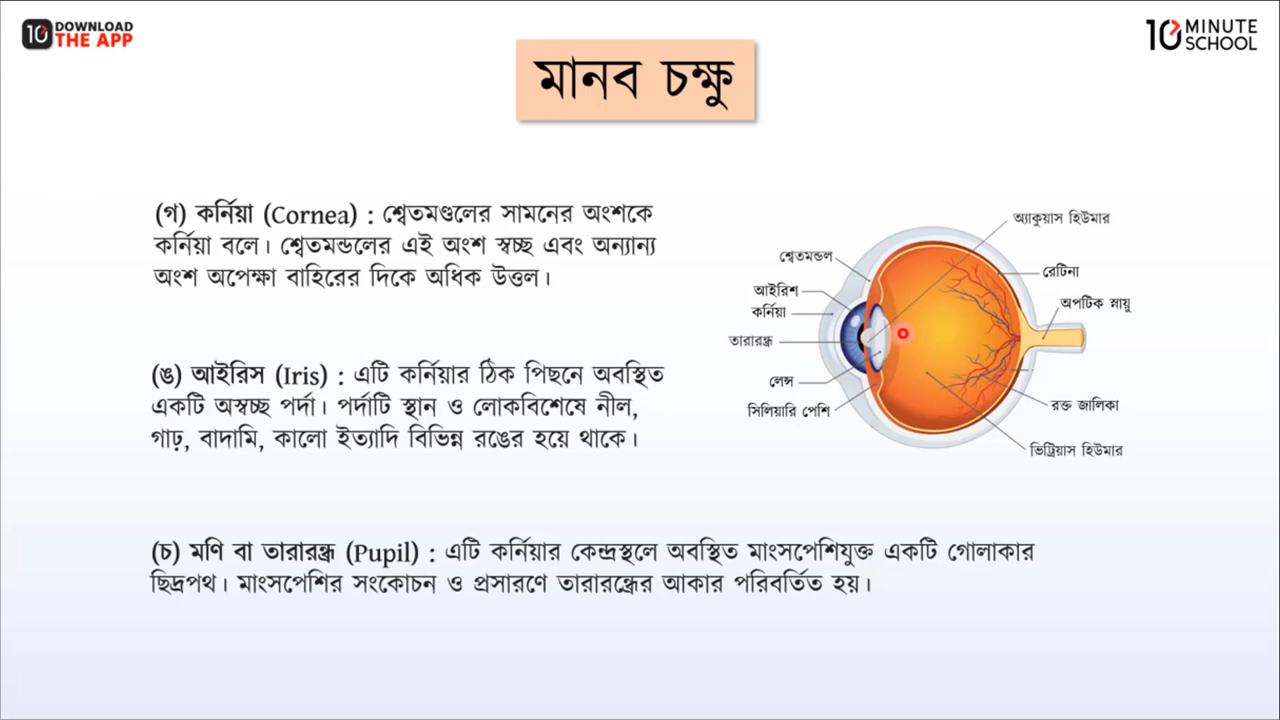 DOWNLOAD
THE APP
10 MINUTE
SCHOOL
মানব চক্ষু
(গ) কর্নিয়া (Cornea) : শ্বেতমণ্ডলের সামনের অংশকে
কর্নিয়া বলে। শ্বেতমন্ডলের এই অংশ স্বচ্ছ এবং অন্যান্য
অংশ অপেক্ষা বাহিরের দিকে অধিক উত্তল।
(ঙ) আইরিস (Iris) : এটি কর্নিয়ার ঠিক পিছনে অবস্থিত
একটি অস্বচ্ছ পর্দা। পর্দাটি স্থান ও লোকবিশেষে নীল,
গাঢ়, বাদামি, কালো ইত্যাদি বিভিন্ন রঙের হয়ে থাকে।
(চ) মণি বা তারারন্ধ্র (Pupil) : এটি কর্নিয়ার কেন্দ্রস্থলে অবস্থিত মাংসপেশিযুক্ত একটি গোলাকার
ছিদ্রপথ। মাংসপেশির সংকোচন ও প্রসারণে তারারন্ধ্রের আকার পরিবর্তিত হয়।
শ্বেতমন্ডল
আইরিশ
কর্নিয়া
তারারন্ধ্র
লেন্স
সিলিয়ারি পেশি
অ্যাকুয়াস হিউমার
রেটিনা
অপটিক স্নায়ু
রক্ত জালিকা
ভিট্রিয়াস হিউমার